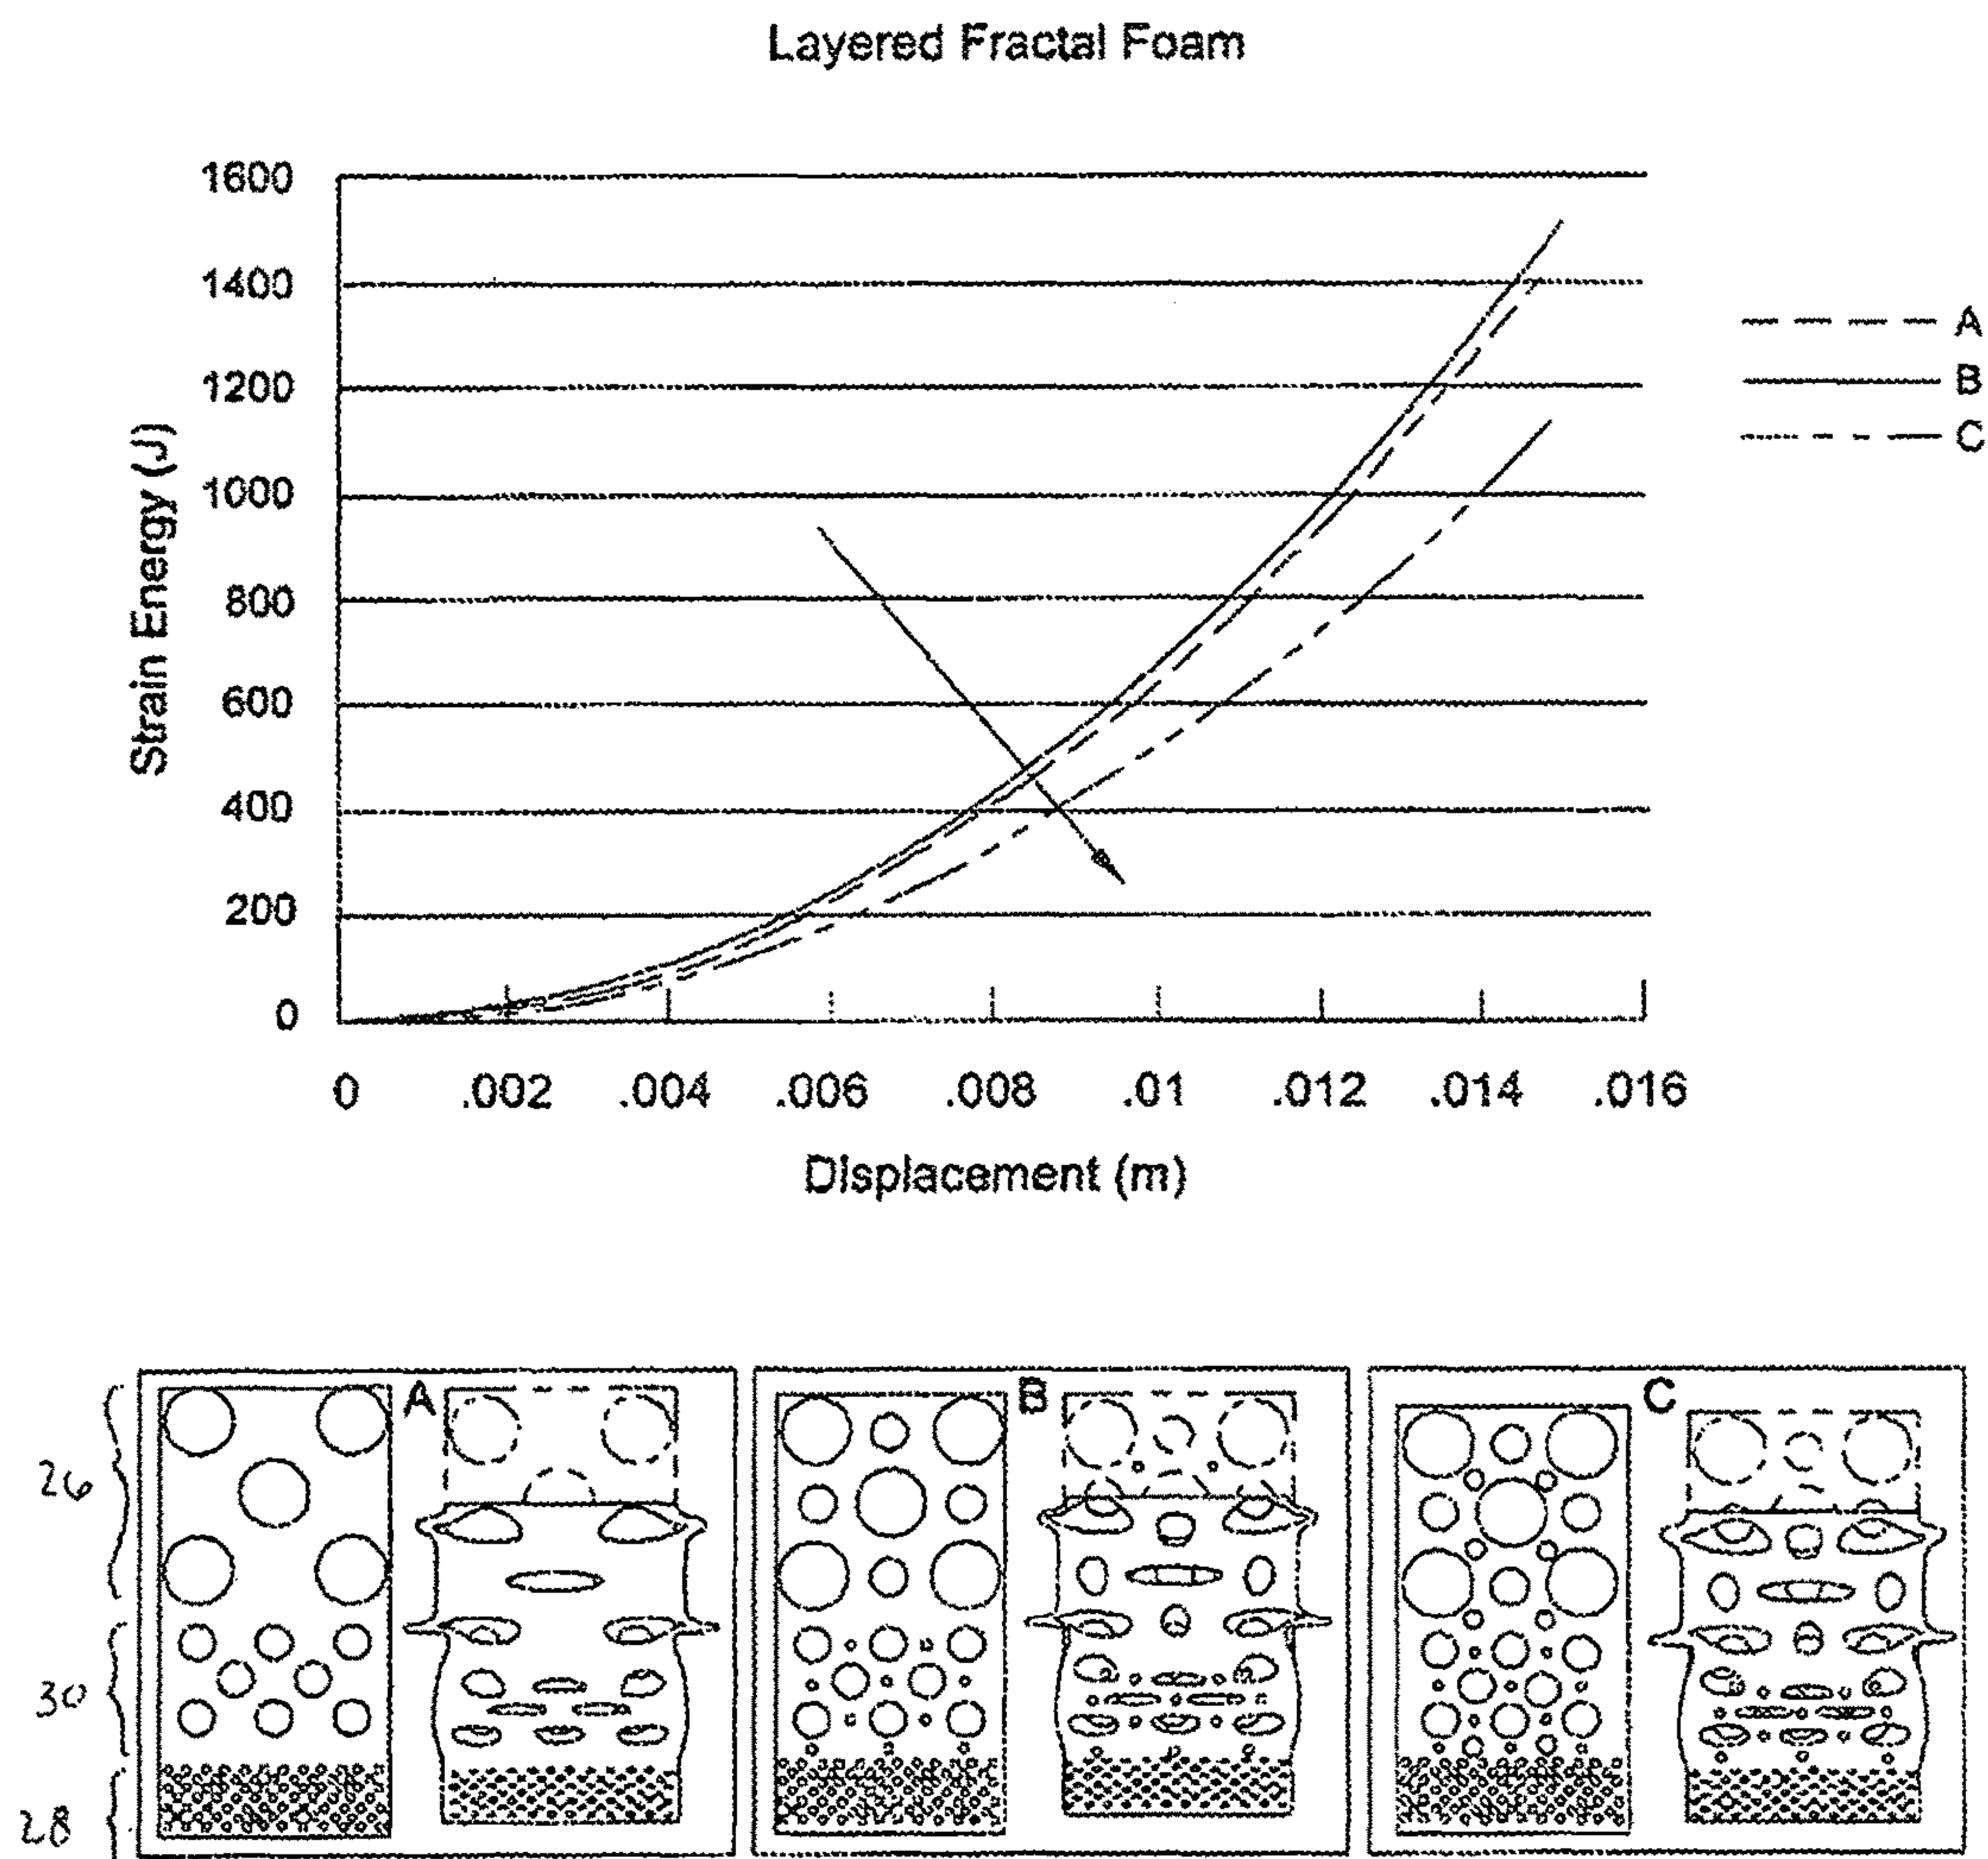 Layered Fractal Foam
1600
1400
1200
1000
800
600
400
200
0
Strain Energy (J)
0 .002 .004 .006 .008 .01 .012 .014 .016
Displacement (m)
A
B
C
A
B
C
26
30
28